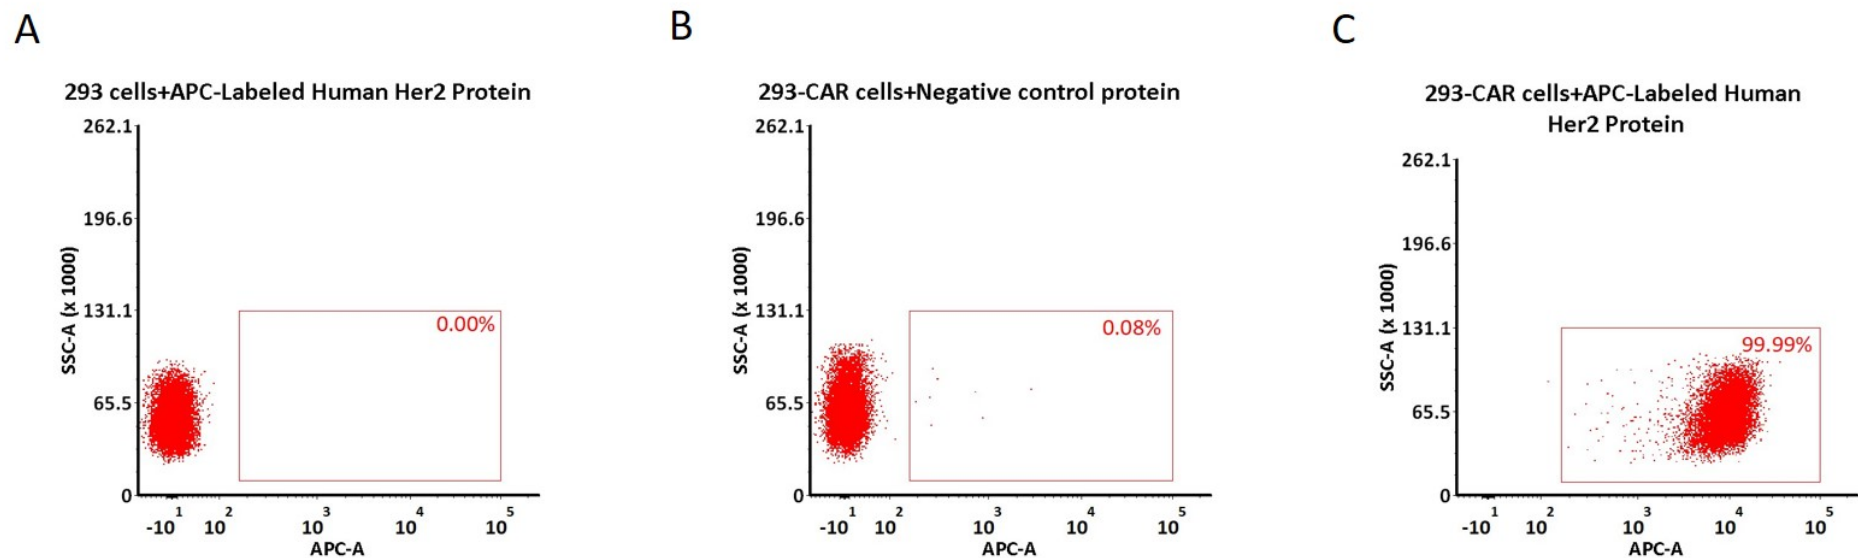 A
293 cells+APC-Labeled Human Her2 Protein
262.1
196.6
131.1
65.5
0
SSC-A (x 1000)
0.00%
-10 1
10 2
10 3
10 4
10 5
APC-A
B
293-CAR cells+Negative control protein
262.1
196.6
131.1
65.5
0
SSC-A (x 1000)
0.08%
-10 1
10 2
10 3
10 4
10 5
APC-A
C
293-CAR cells+APC-Labeled Human
Her2 Protein
262.1
196.6
131.1
65.5
0
SSC-A (x 1000)
99.99%
-10 1
10 2
10 3
10 4
10 5
APC-A